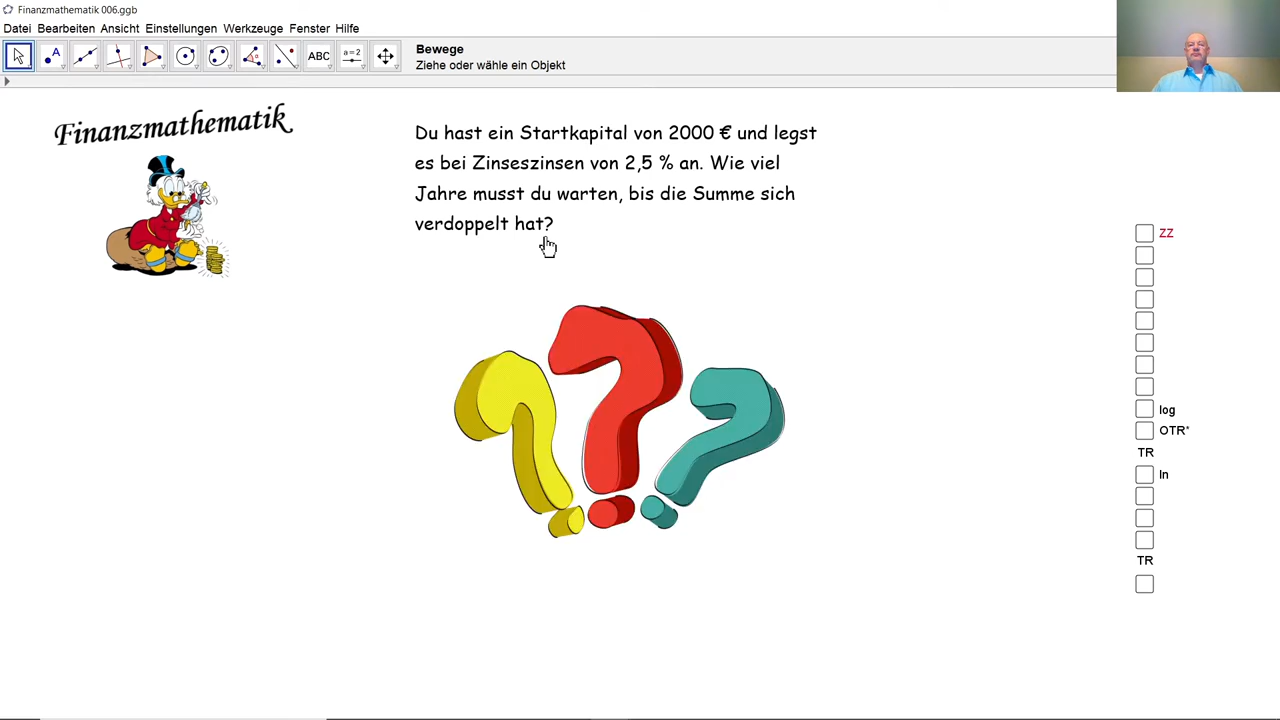 Finanzmathematik 006.ggb
Datei Bearbeiten Ansicht Einstellungen Werkzeuge Fenster Hilfe
A ABC a=2
Bewege
Ziehe oder wähle ein Objekt
Finanzmathematik
Du hast ein Startkapital von 2000 € und legst
es bei Zinseszinsen von 2,5 % an. Wie viel
Jahre musst du warten, bis die Summe sich
verdoppelt hat?
ZZ
log
OTR*
TR
ln
TR